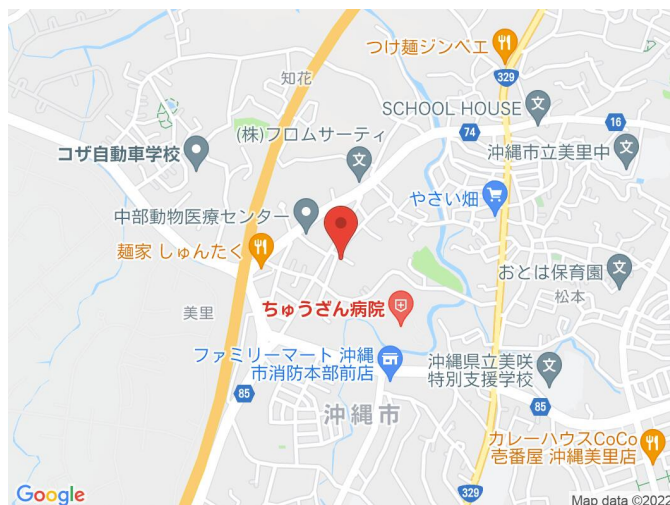 つけ麺ジンベエ
329
知花
SCHOOL HOUSE
(株)フロムサーティ
74
16
コザ自動車学校
沖縄市立美里中
やさい畑
中部動物医療センター
麺家 しゅんたく
おとは保育園
松本
美里
ちゅうざん病院
ファミリーマート 沖縄
市消防本部前店
沖縄県立美咲
特別支援学校
85
85
沖縄市
カレーハウスCoCo
壱番屋 沖縄美里店
329
Google
Map data ©2022